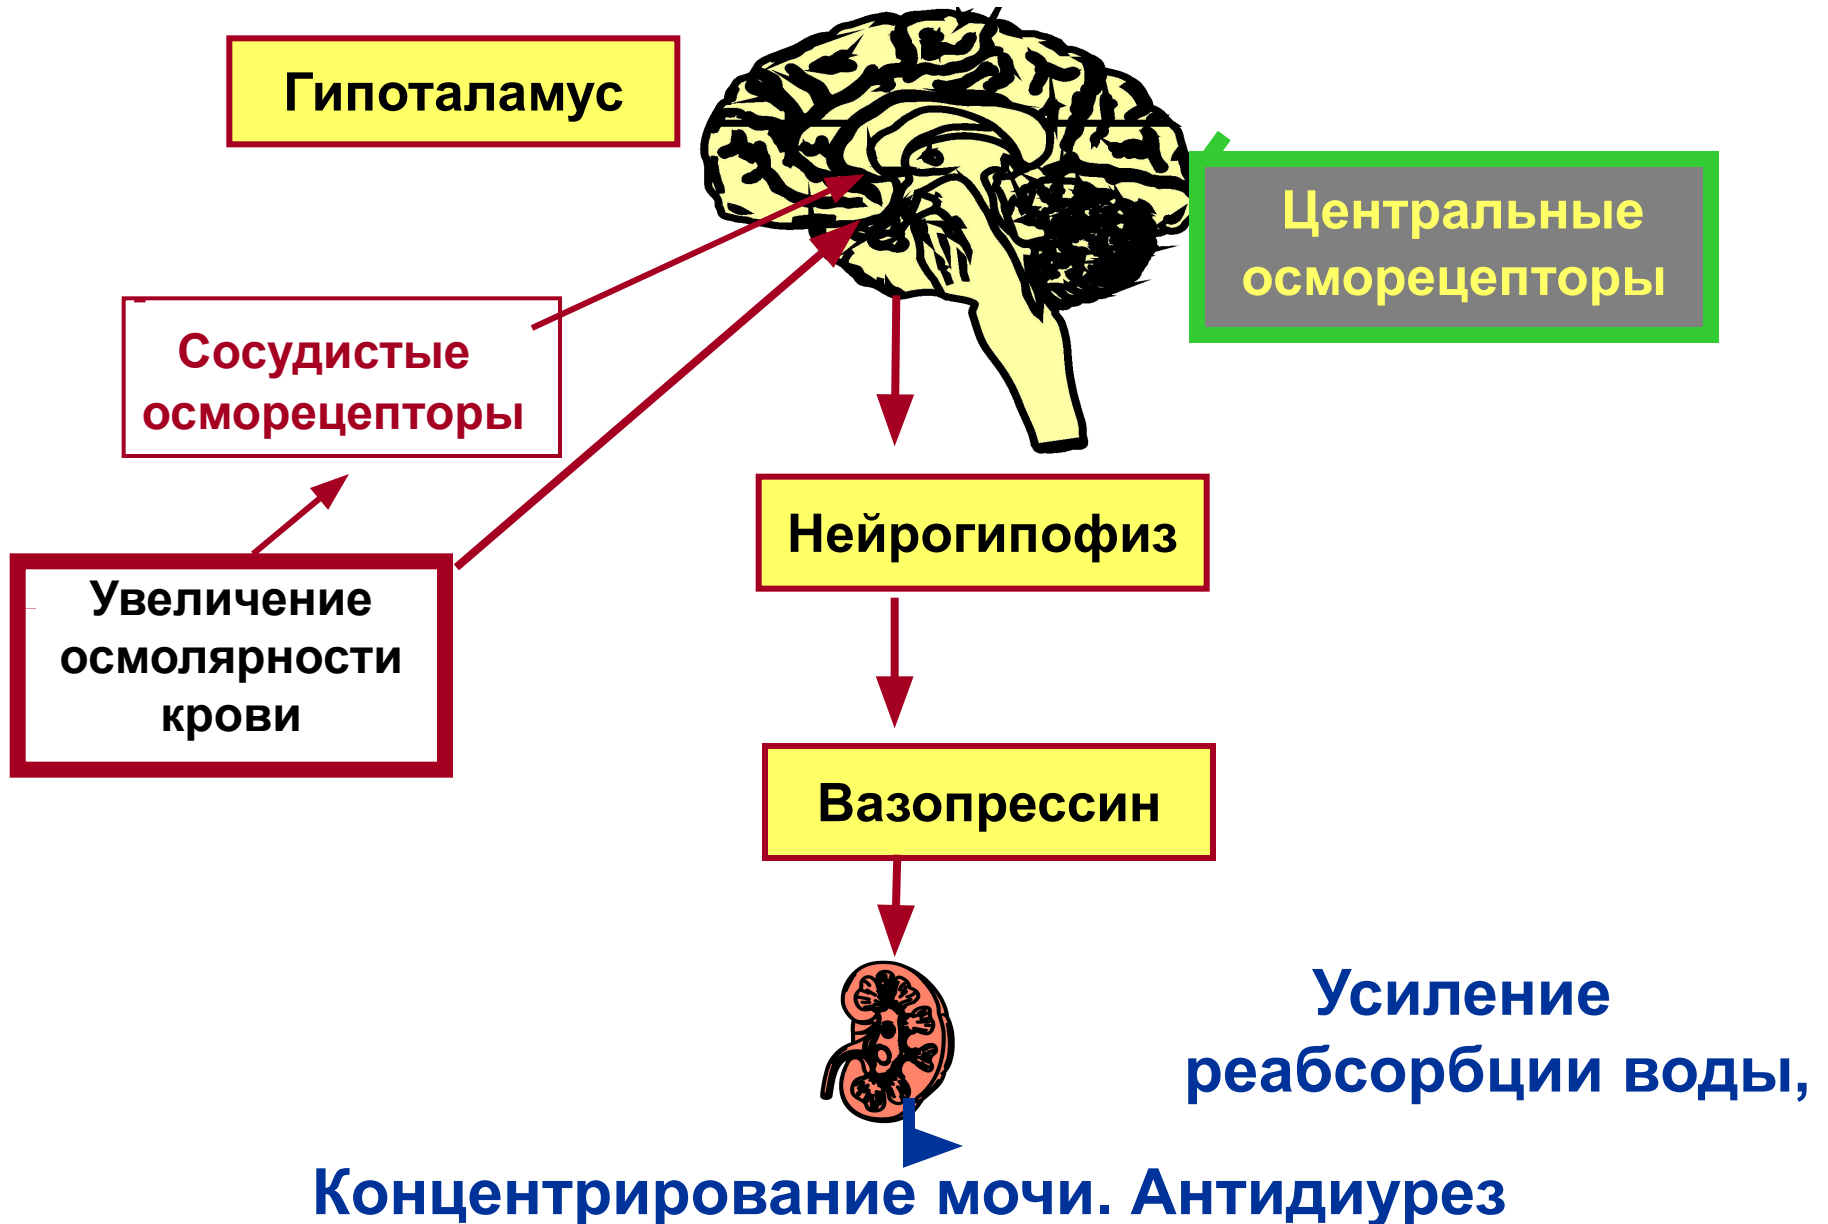 Гипоталамус
Центральные
осморецепторы
Сосудистые
осморецепторы
Нейрогипофиз
Увеличение
осмолярности
крови
Вазопрессин
Усиление
реабсорбции воды,
Концентрирование мочи. Антидиурез